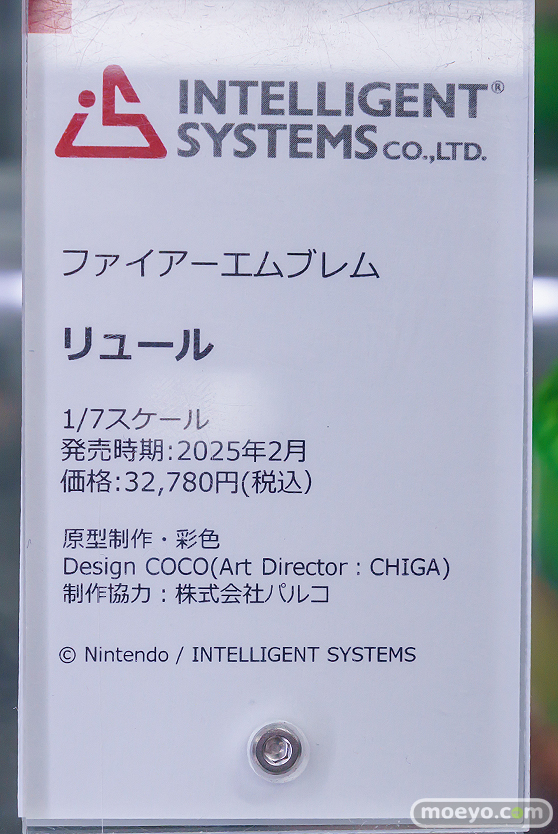 INTELLIGENT®
SYSTEMS CO.,LTD.
ファイアーエムブレム
リュール
1/7スケール
発売時期:2025年2月
価格:32,780円(税込)
原型制作・彩色
Design COCO(Art Director：CHIGA)
制作協力：株式会社パルコ
© Nintendo / INTELLIGENT SYSTEMS
moeyo.com